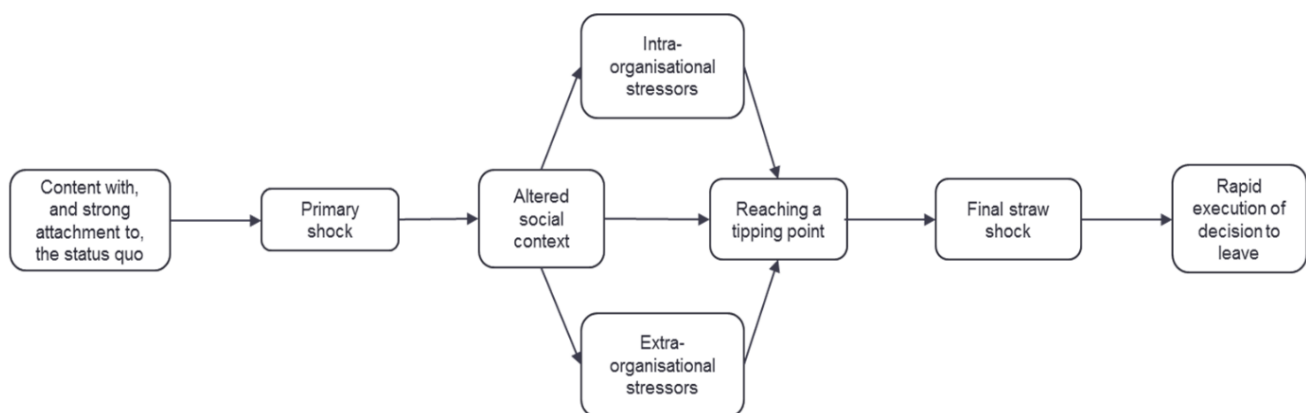 Content with,
and strong
attachment to,
the status quo
Primary
shock
Altered
social
context
Intra-
organisational
stressors
Extra-
organisational
stressors
Reaching a
tipping point
Final straw
shock
Rapid
execution of
decision to
leave